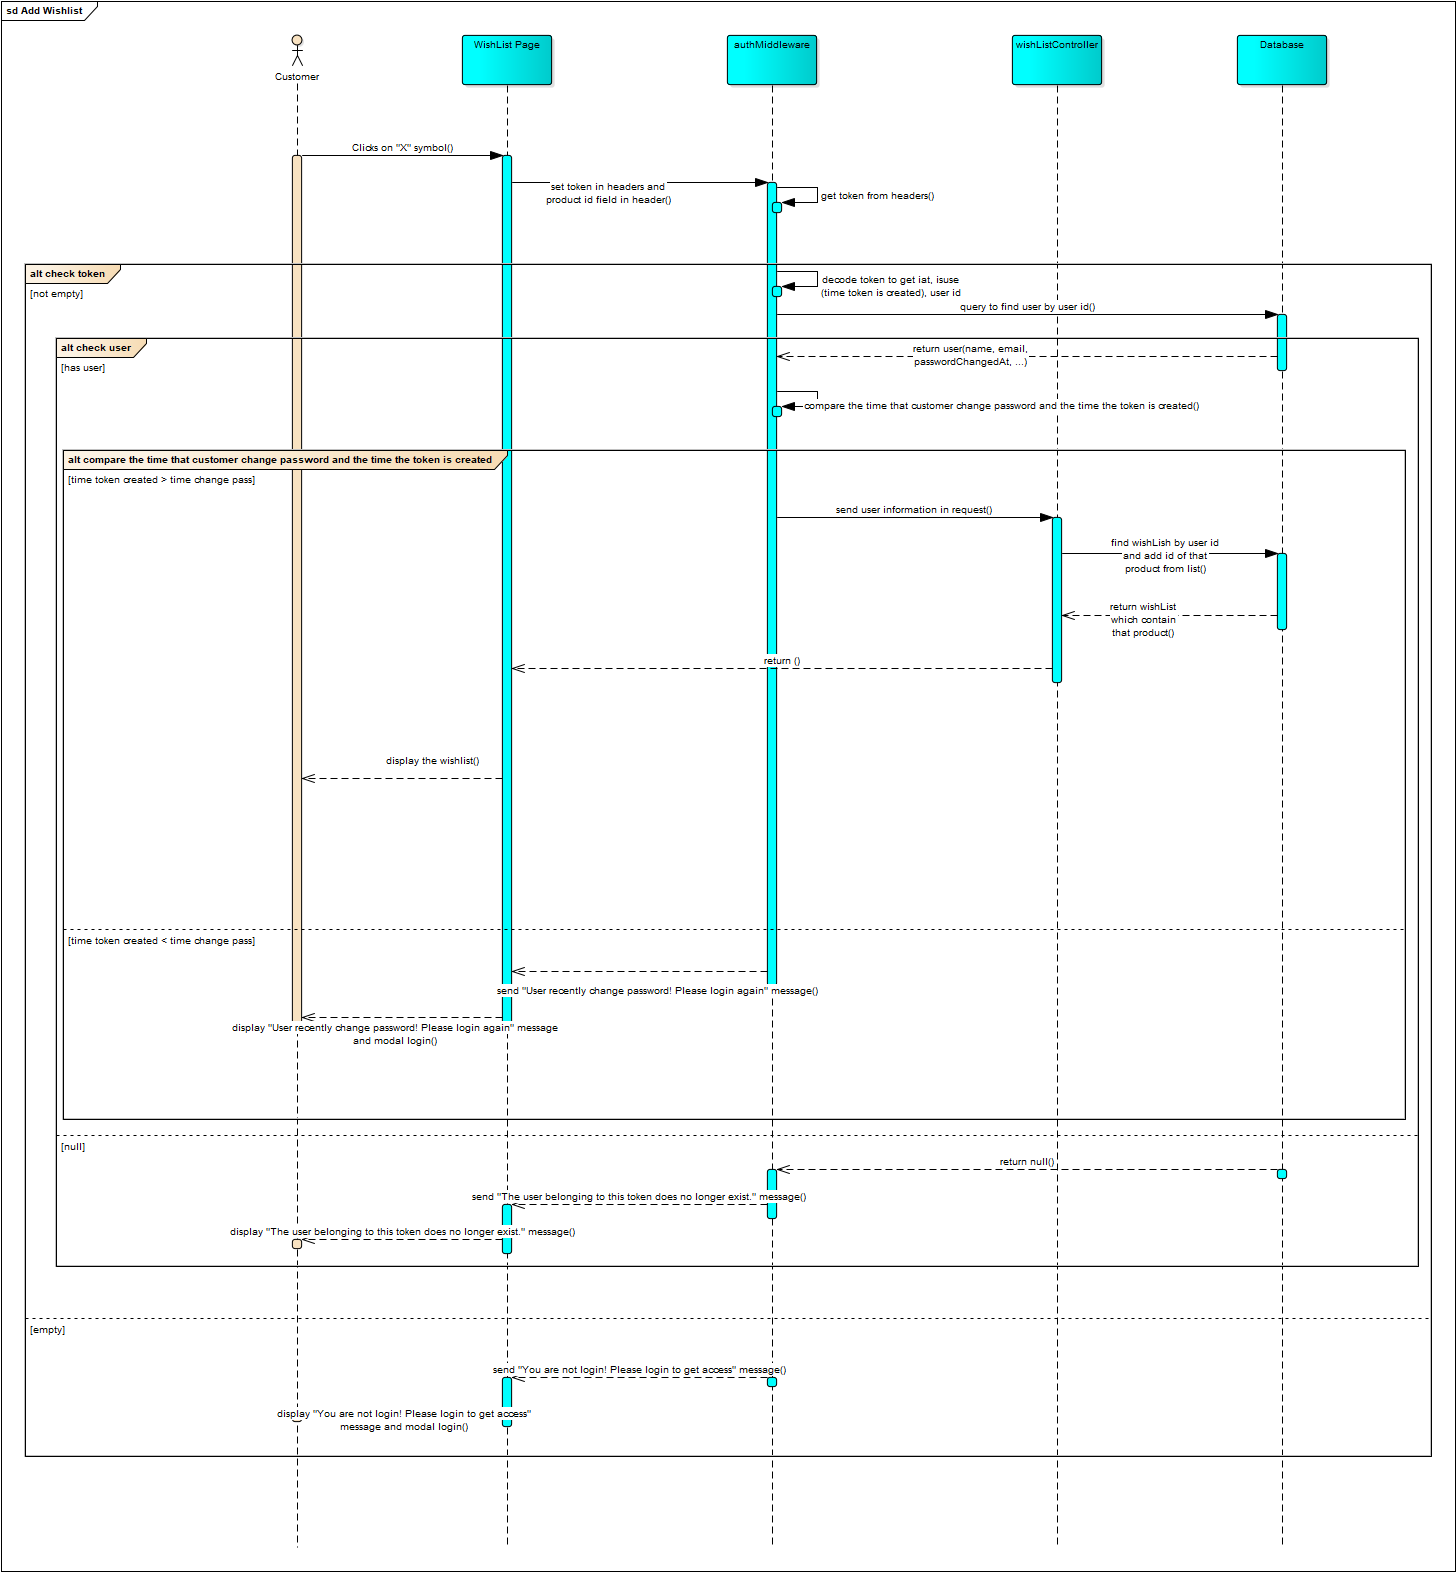 sd Add Wishlist
Customer
WishList Page
authMiddleware
wishListController
Database
Clicks on "X" symbol()
set token in headers and
product id field in header()
get token from headers()
alt check token
[not empty]
decode token to get iat, isuse
(time token is created), user id
query to find user by user id()
alt check user
[has user]
return user(name, email,
passwordChangedAt, ...)
compare the time that customer change password and the time the token is created()
alt compare the time that customer change password and the time the token is created
[time token created > time change pass]
send user information in request()
find wishLish by user id
and add id of that
product from list()
return wishList
which contain
that product()
return ()
display the wishlist()
[time token created < time change pass]
send "User recently change password! Please login again" message()
display "User recently change password! Please login again" message
and modal login()
[null]
return null()
send "The user belonging to this token does no longer exist." message()
display "The user belonging to this token does no longer exist." message()
[empty]
send "You are not login! Please login to get access" message()
display "You are not login! Please login to get access"
message and modal login()